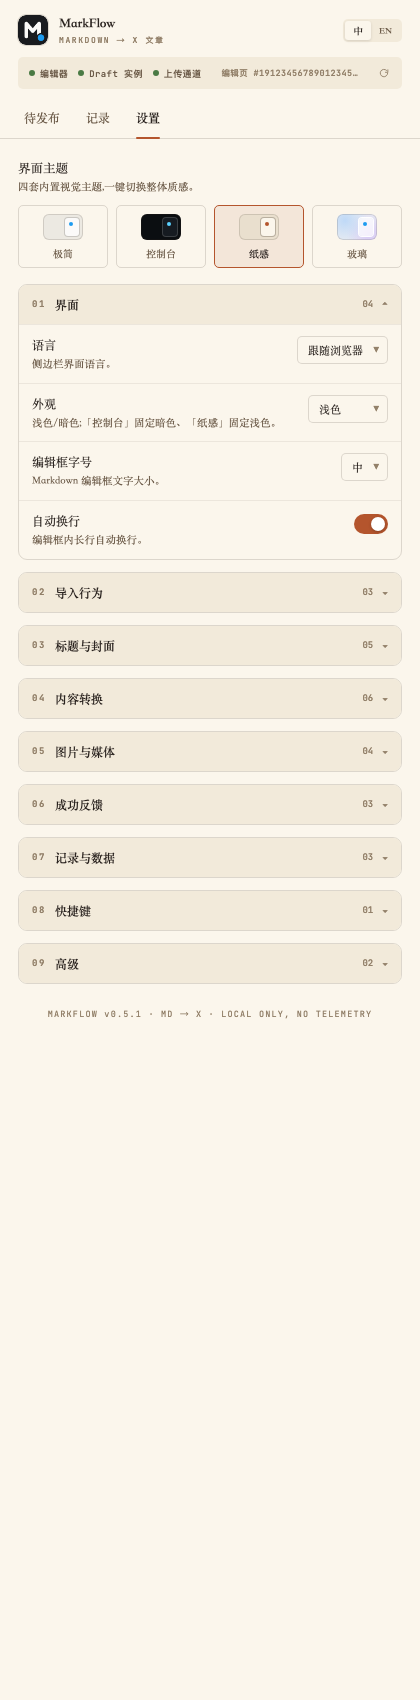 MarkFlow
MARKDOWN → X 文章
中 EN
编辑器 Draft 实例 上传通道 编辑页 #19123456789012345…
待发布 记录 设置
界面主题
四套内置视觉主题,一键切换整体质感。
极简 控制台 纸感 玻璃
01 界面 04
语言 跟随浏览器
侧边栏界面语言。
外观 浅色
浅色/暗色;「控制台」固定暗色、「纸感」固定浅色。
编辑框字号 中
Markdown 编辑框文字大小。
自动换行
编辑框内长行自动换行。
02 导入行为 03
03 标题与封面 05
04 内容转换 06
05 图片与媒体 04
06 成功反馈 03
07 记录与数据 03
08 快捷键 01
09 高级 02
MARKFLOW v0.5.1 · MD → X · LOCAL ONLY, NO TELEMETRY